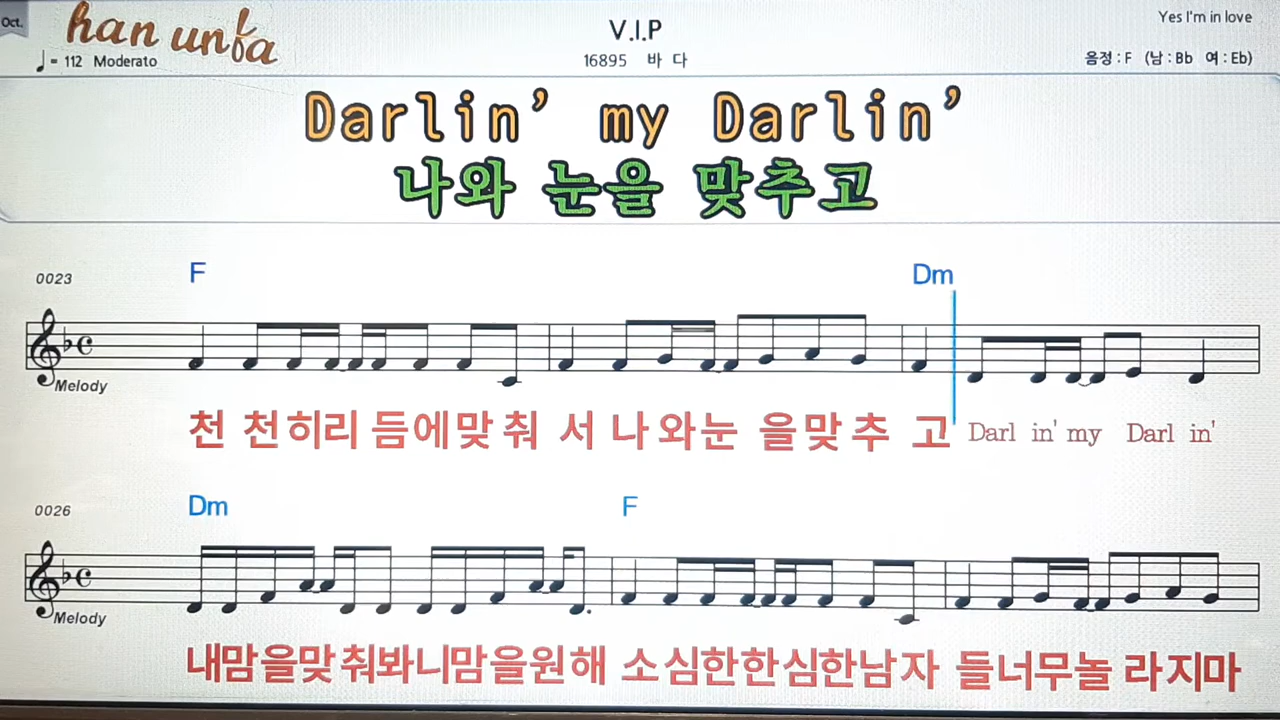 Oct.
han unfa
V.I.P
Yes I'm in love
♩= 112 Moderato
16895 바 다
음정 : F (남 : Bb 여 : Eb)
Darlin' my Darlin'
나와 눈을 맞추고
0023
F
Dm
Melody
천 천히리 듬에맞 춰 서 나 와눈 을맞 추 고 Darl in' my Darl in'
0026
Dm
F
Melody
내맘을맞 춰봐니맘을원해 소심한한심한남자 들너무놀 라지마